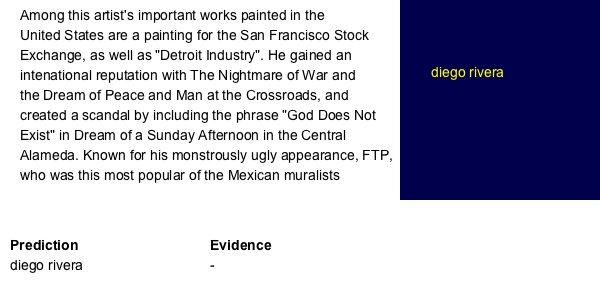 Among this artist's important works painted in the
United States are a painting for the San Francisco Stock
Exchange, as well as "Detroit Industry". He gained an
intenational reputation with The Nightmare of War and
the Dream of Peace and Man at the Crossroads, and
created a scandal by including the phrase "God Does Not
Exist" in Dream of a Sunday Afternoon in the Central
Alameda. Known for his monstrously ugly appearance, FTP,
who was this most popular of the Mexican muralists
diego rivera
Prediction Evidence
diego rivera -